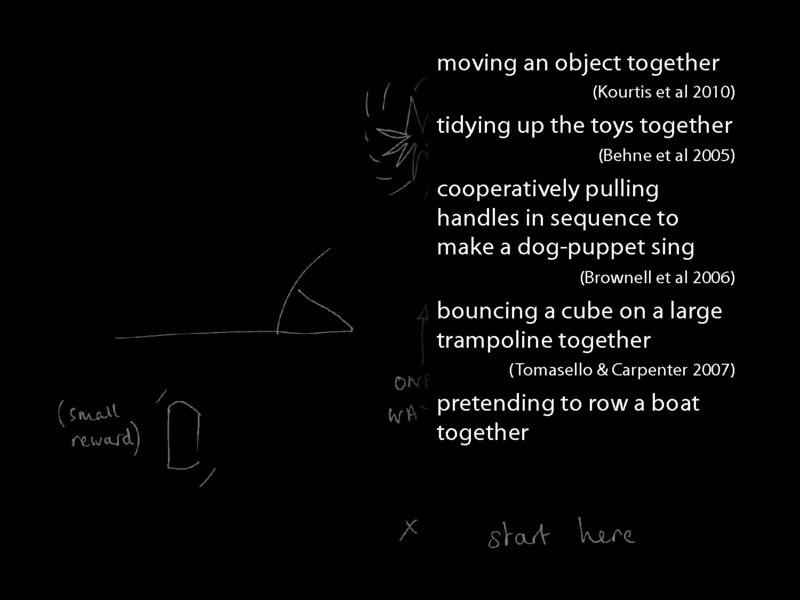 moving an object together
(Kourtis et al 2010)
tidying up the toys together
(Behne et al 2005)
cooperatively pulling
handles in sequence to
make a dog-puppet sing
(Brownell et al 2006)
bouncing a cube on a large
trampoline together
(Tomasello & Carpenter 2007)
pretending to row a boat
together
ONE
WA
(small
reward)
x start here